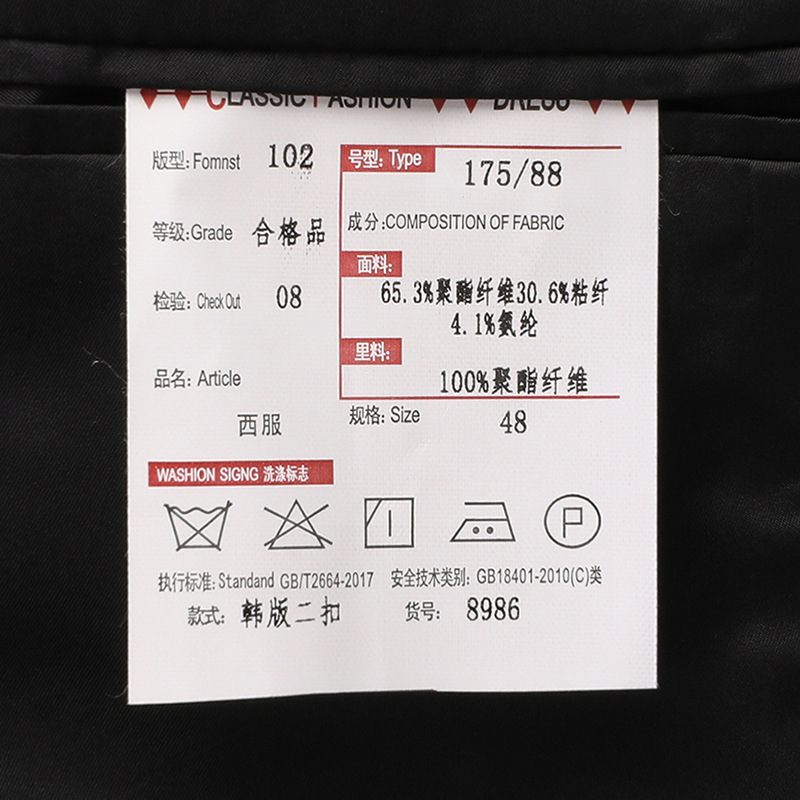 CLASSIC FASHION DRESS
版型: Fomnst 102
等级: Grade 合格品
检验: Check Out 08
品名: Article
西服
号型: Type
175/88
成分:COMPOSITION OF FABRIC
面料:
65.3%聚酯纤维30.6%粘纤
4.1%氨纶
里料:
100%聚酯纤维
规格: Size 48
WASHION SIGNG 洗涤标志
P
执行标准: Standand GB/T2664-2017 安全技术类别: GB18401-2010(C)类
款式: 韩版二扣 货号: 8986